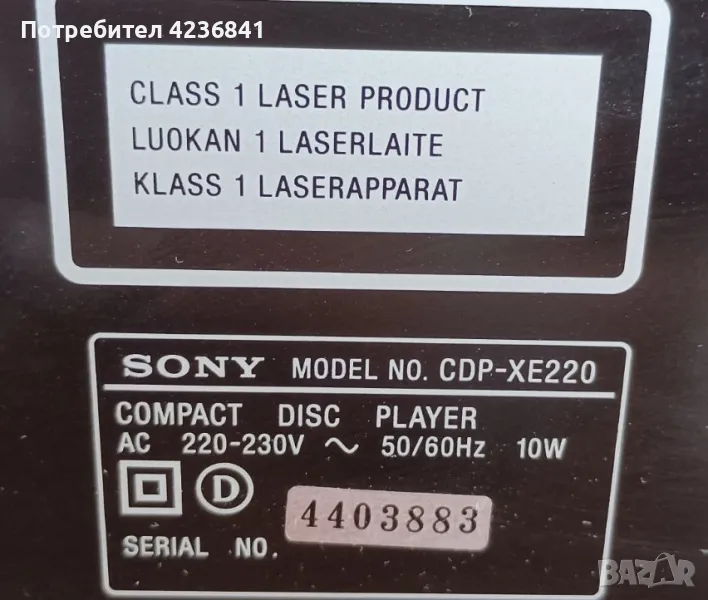 Потребител 4236841
CLASS 1 LASER PRODUCT
LUOKAN 1 LASERLAITE
KLASS 1 LASERAPPARAT
SONY MODEL NO. CDP-XE220
COMPACT DISC PLAYER
AC 220-230V ~ 50/60Hz 10W
D
4403883
SERIAL NO.
BAZAR